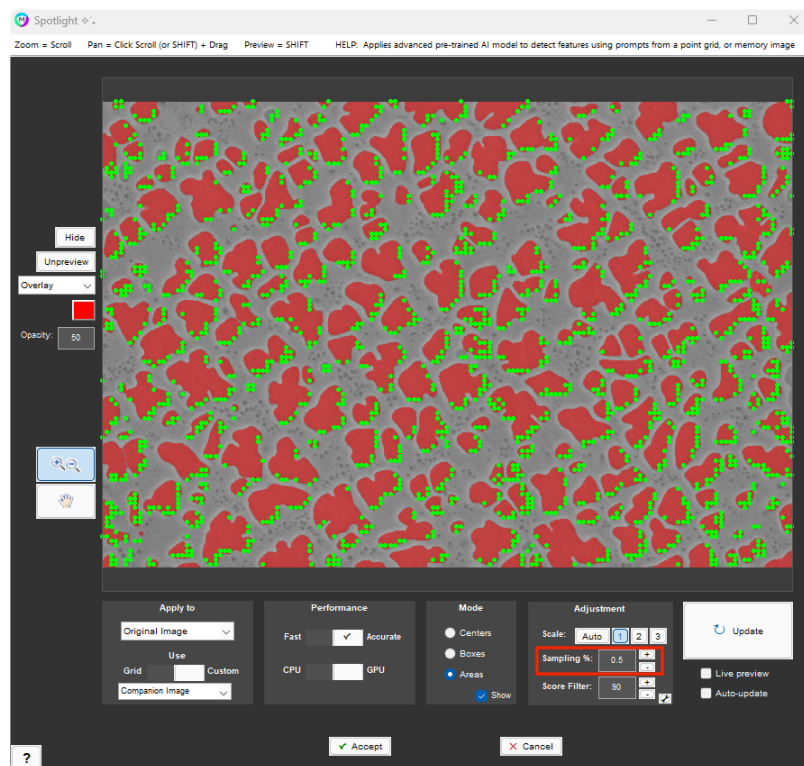 Spotlight
Zoom = Scroll Pan = Click Scroll (or SHIFT) + Drag Preview = SHIFT HELP: Applies advanced pre-trained AI model to detect features using prompts from a point grid, or memory image
Hide
Unpreview
Overlay
Opacity: 50
Apply to
Original Image
Use
Grid Custom
Companion Image
Performance
Fast Accurate
CPU GPU
Mode
Centers
Boxes
Areas
Show
Adjustment
Scale: Auto 1 2 3
Sampling %: 0.5 + -
Score Filter: 90 + -
Update
Live preview
Auto-update
Accept Cancel
?